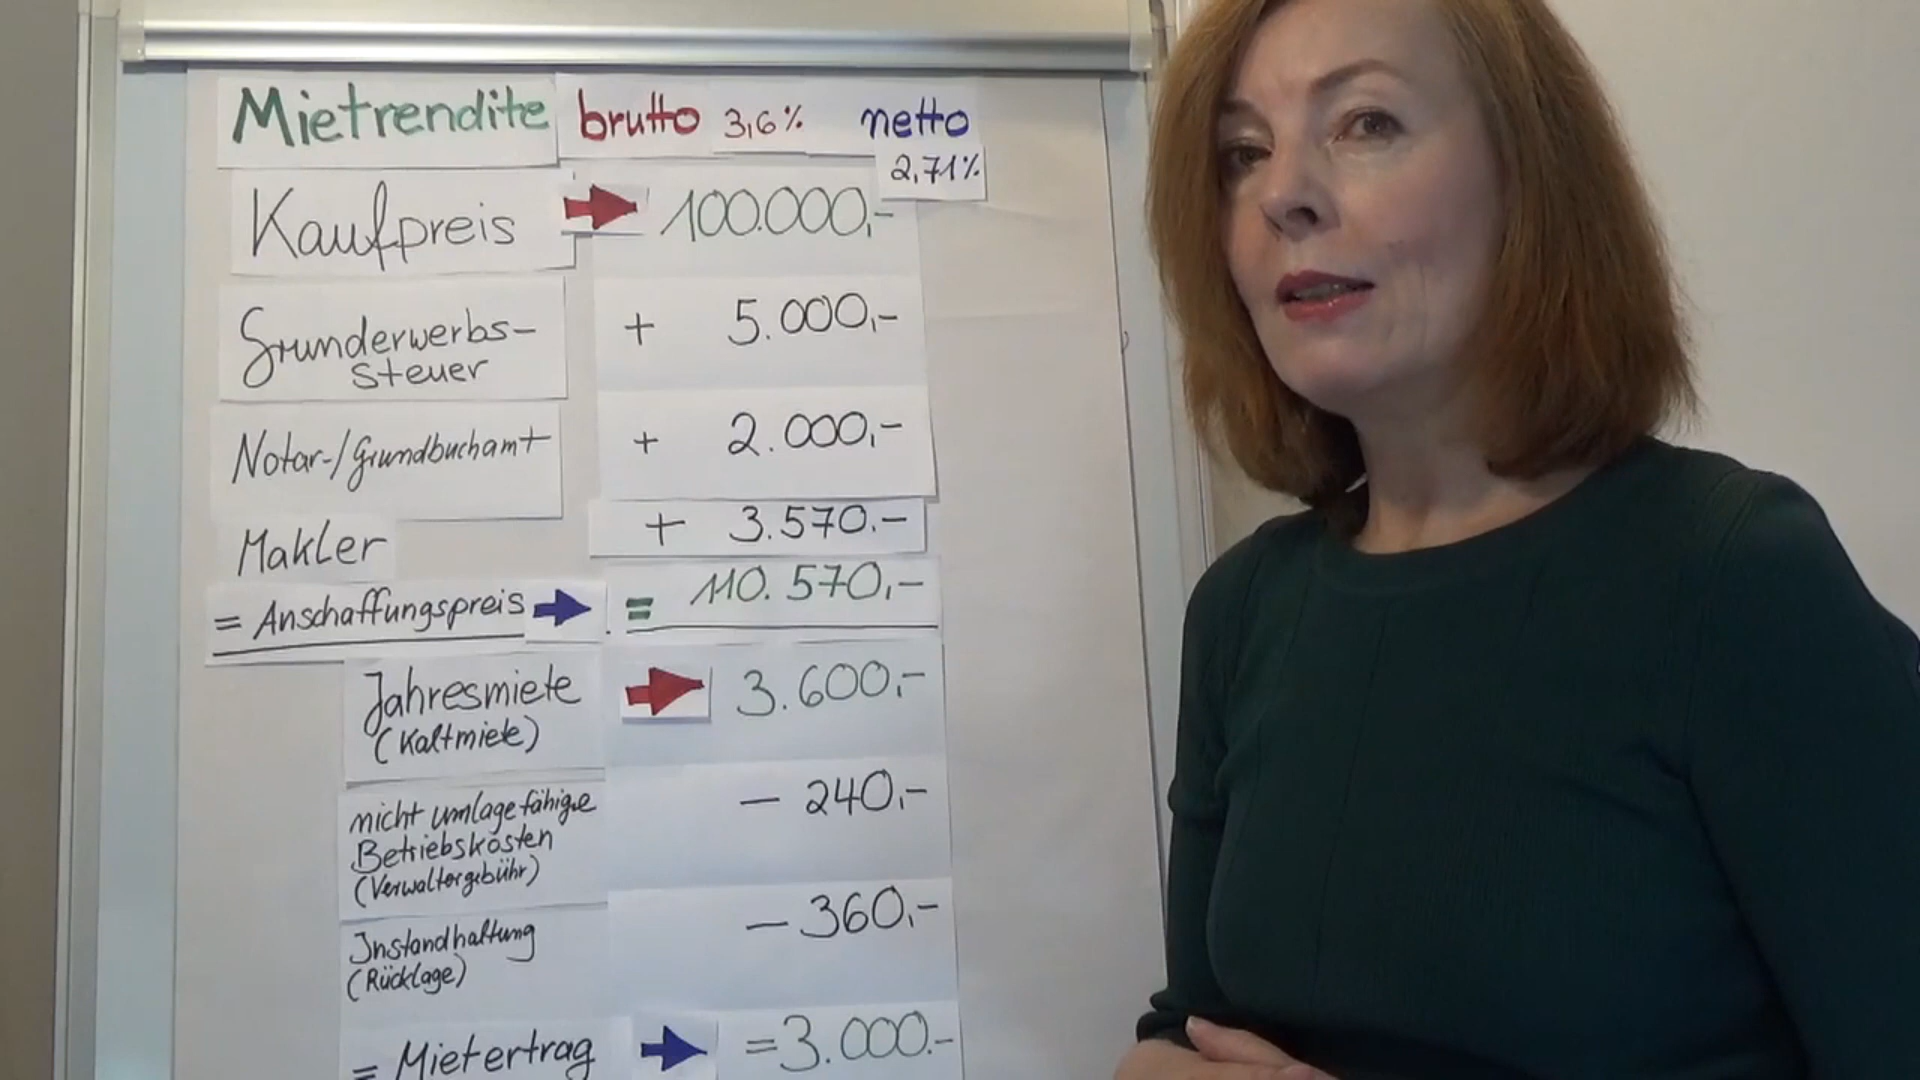 Mietrendite brutto 3,6% netto
2,71%
Kaufpreis 100.000,-
Grunderwerbs-
steuer + 5.000,-
Notar-/Grundbuchamt + 2.000,-
Makler + 3.570.-
= Anschaffungspreis = 110.570,-
Jahresmiete 3.600,-
(Kaltmiete)
nicht umlagefähige
Betriebskosten
(Verwaltergebühr) - 240,-
Instandhaltung
(Rücklage) - 360,-
= Mietertrag = 3.000.-